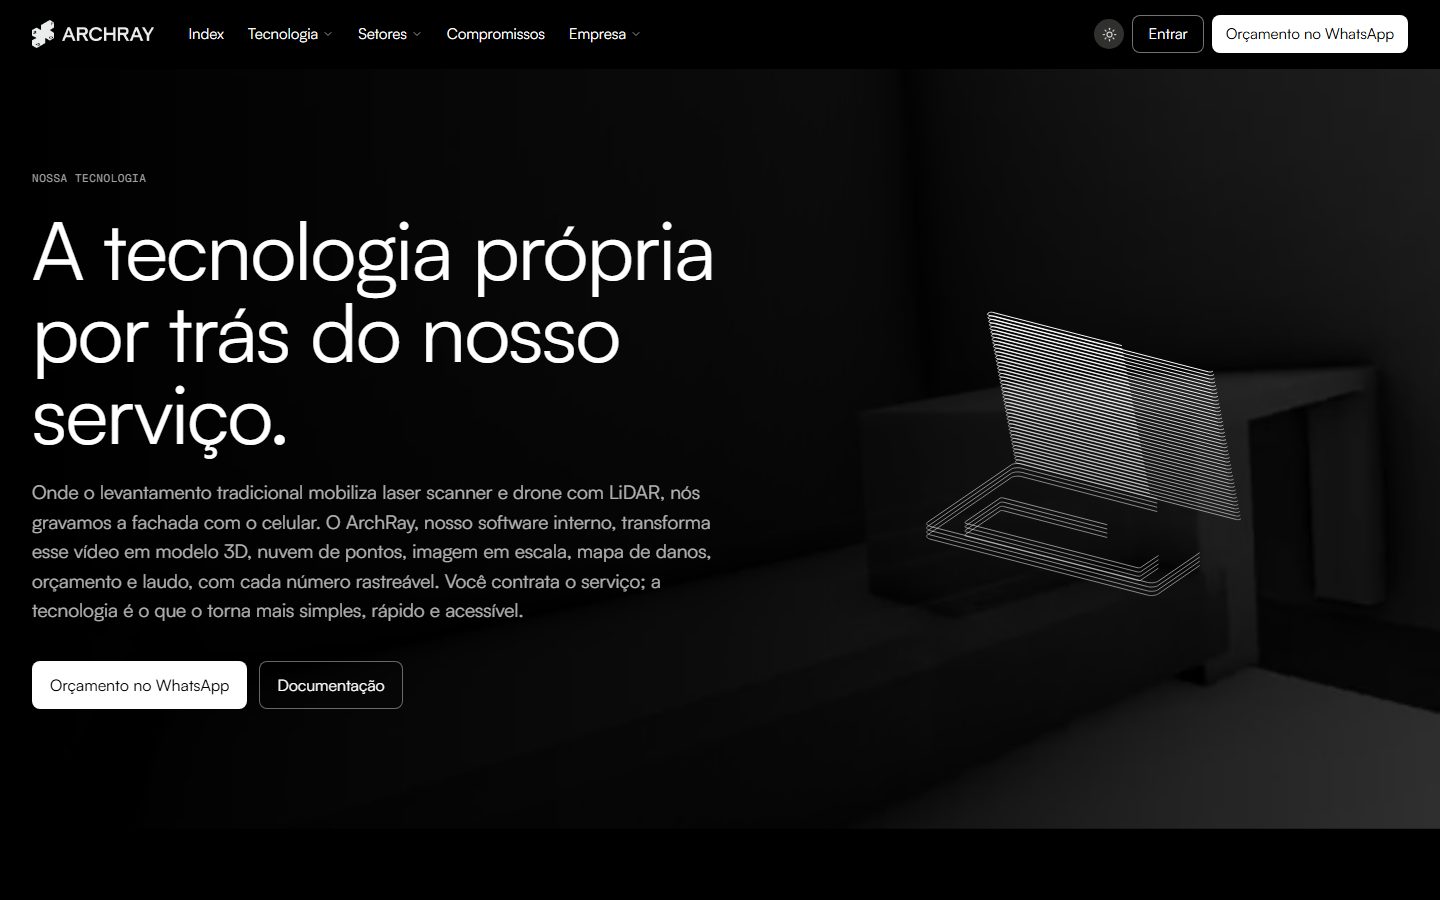 ARCHRAY
Index
Tecnologia
Setores
Compromissos
Empresa
Entrar
Orçamento no WhatsApp
NOSSA TECNOLOGIA
A tecnologia própria
por trás do nosso
serviço.
Onde o levantamento tradicional mobiliza laser scanner e drone com LiDAR, nós
gravamos a fachada com o celular. O ArchRay, nosso software interno, transforma
esse vídeo em modelo 3D, nuvem de pontos, imagem em escala, mapa de danos,
orçamento e laudo, com cada número rastreável. Você contrata o serviço; a
tecnologia é o que o torna mais simples, rápido e acessível.
Orçamento no WhatsApp
Documentação